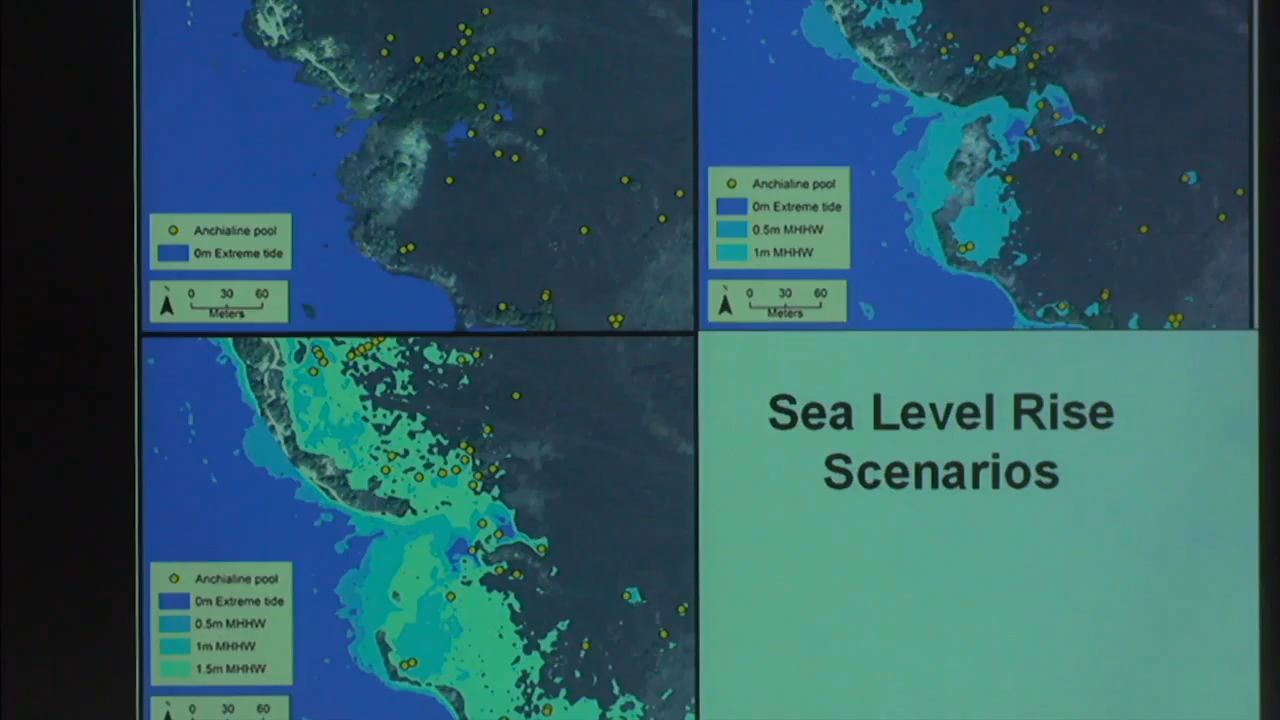 Anchialine pool
0m Extreme tide
N
0 30 60
Meters
Anchialine pool
0m Extreme tide
0.5m MHHW
1m MHHW
N
0 30 60
Meters
Anchialine pool
0m Extreme tide
0.5m MHHW
1m MHHW
1.5m MHHW
N
0 30 60
Sea Level Rise
Scenarios